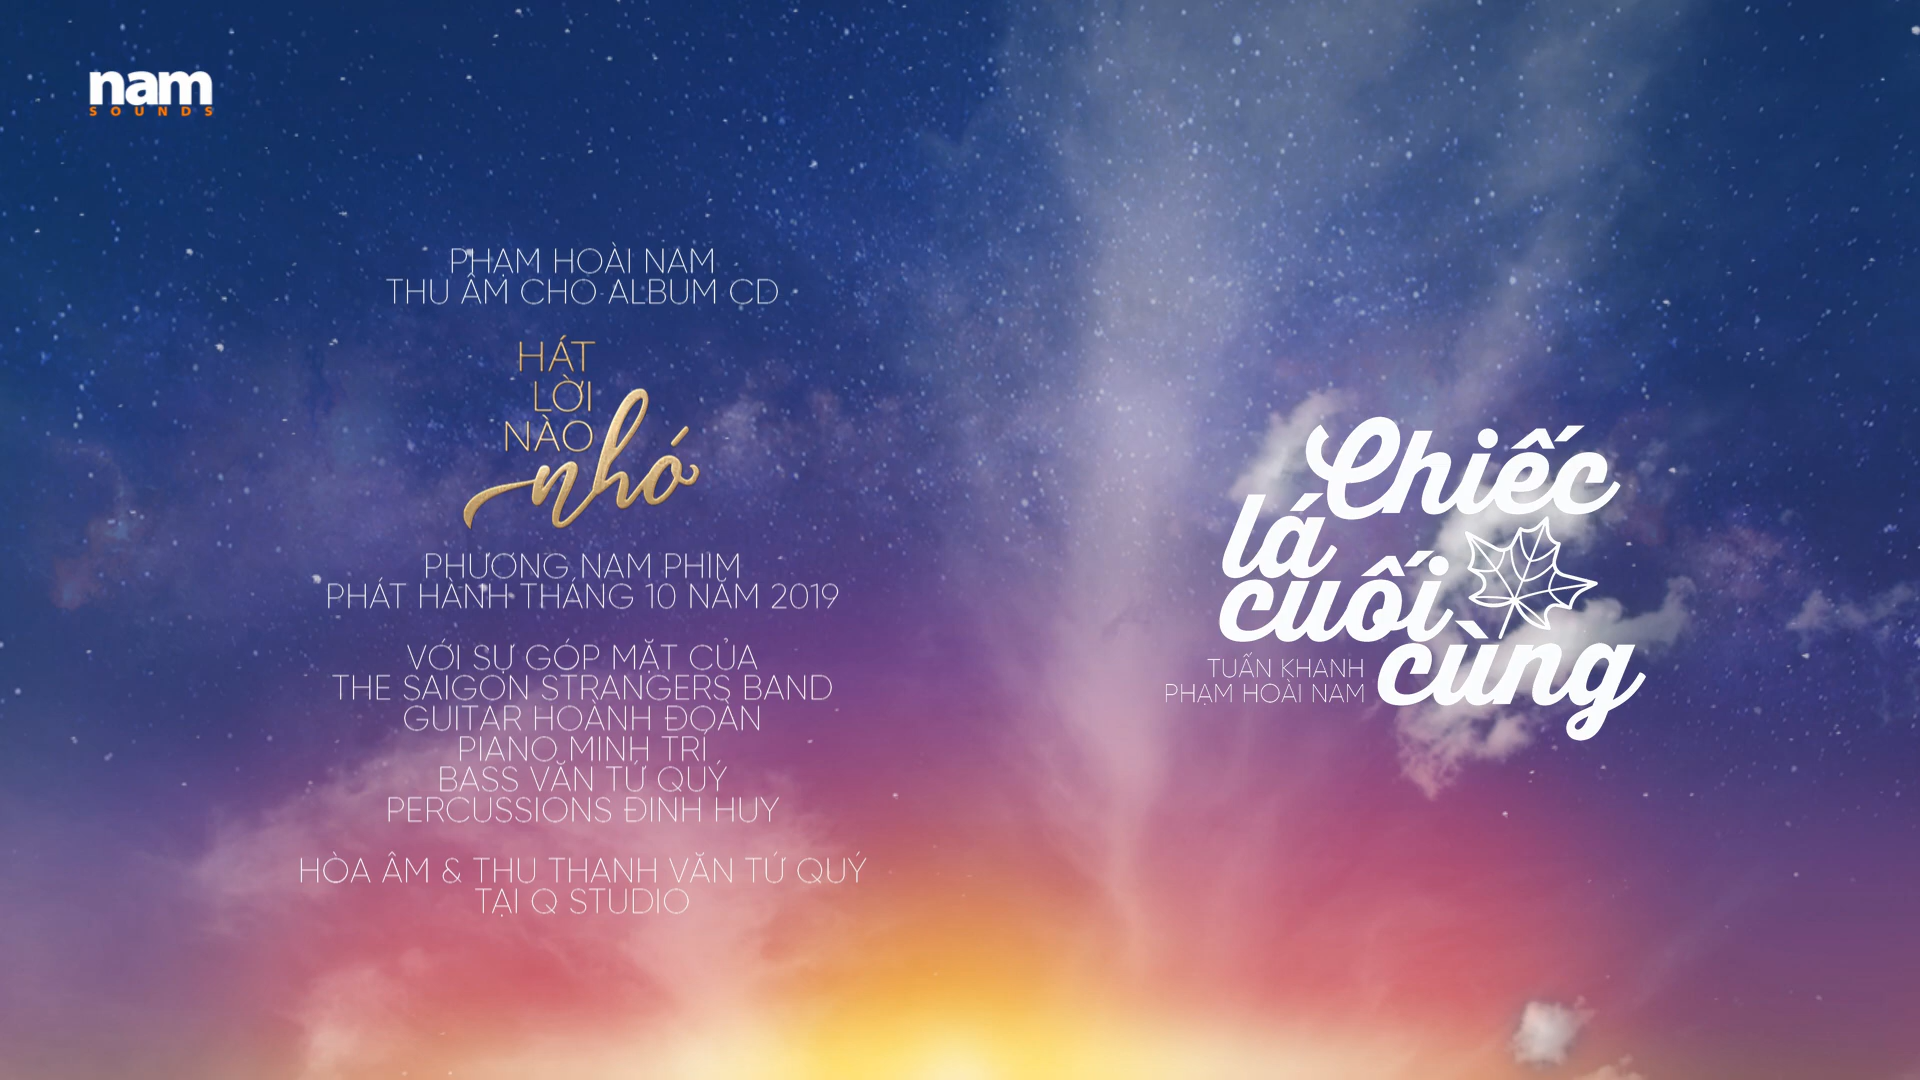 nam
SOUNDS
PHẠM HOÀI NAM
THU ÂM CHO ALBUM CD
HÁT
LỜI
NÀO
nhớ
PHƯƠNG NAM PHIM
PHÁT HÀNH THÁNG 10 NĂM 2019
VỚI SỰ GÓP MẶT CỦA
THE SAIGON STRANGERS BAND
GUITAR HOÀNH ĐOÀN
PIANO MINH TRÍ
BASS VĂN TỨ QUÝ
PERCUSSIONS ĐINH HUY
HÒA ÂM & THU THANH VĂN TỨ QUÝ
TẠI Q STUDIO
Chiếc
lá
cuối
cùng
TUẤN KHANH
PHẠM HOÀI NAM